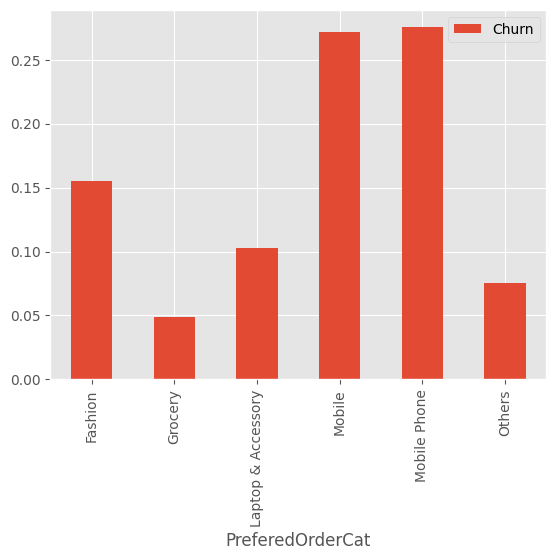 Churn
0.25
0.20
0.15
0.10
0.05
0.00
Fashion
Grocery
Laptop & Accessory
Mobile
Mobile Phone
Others
PreferedOrderCat